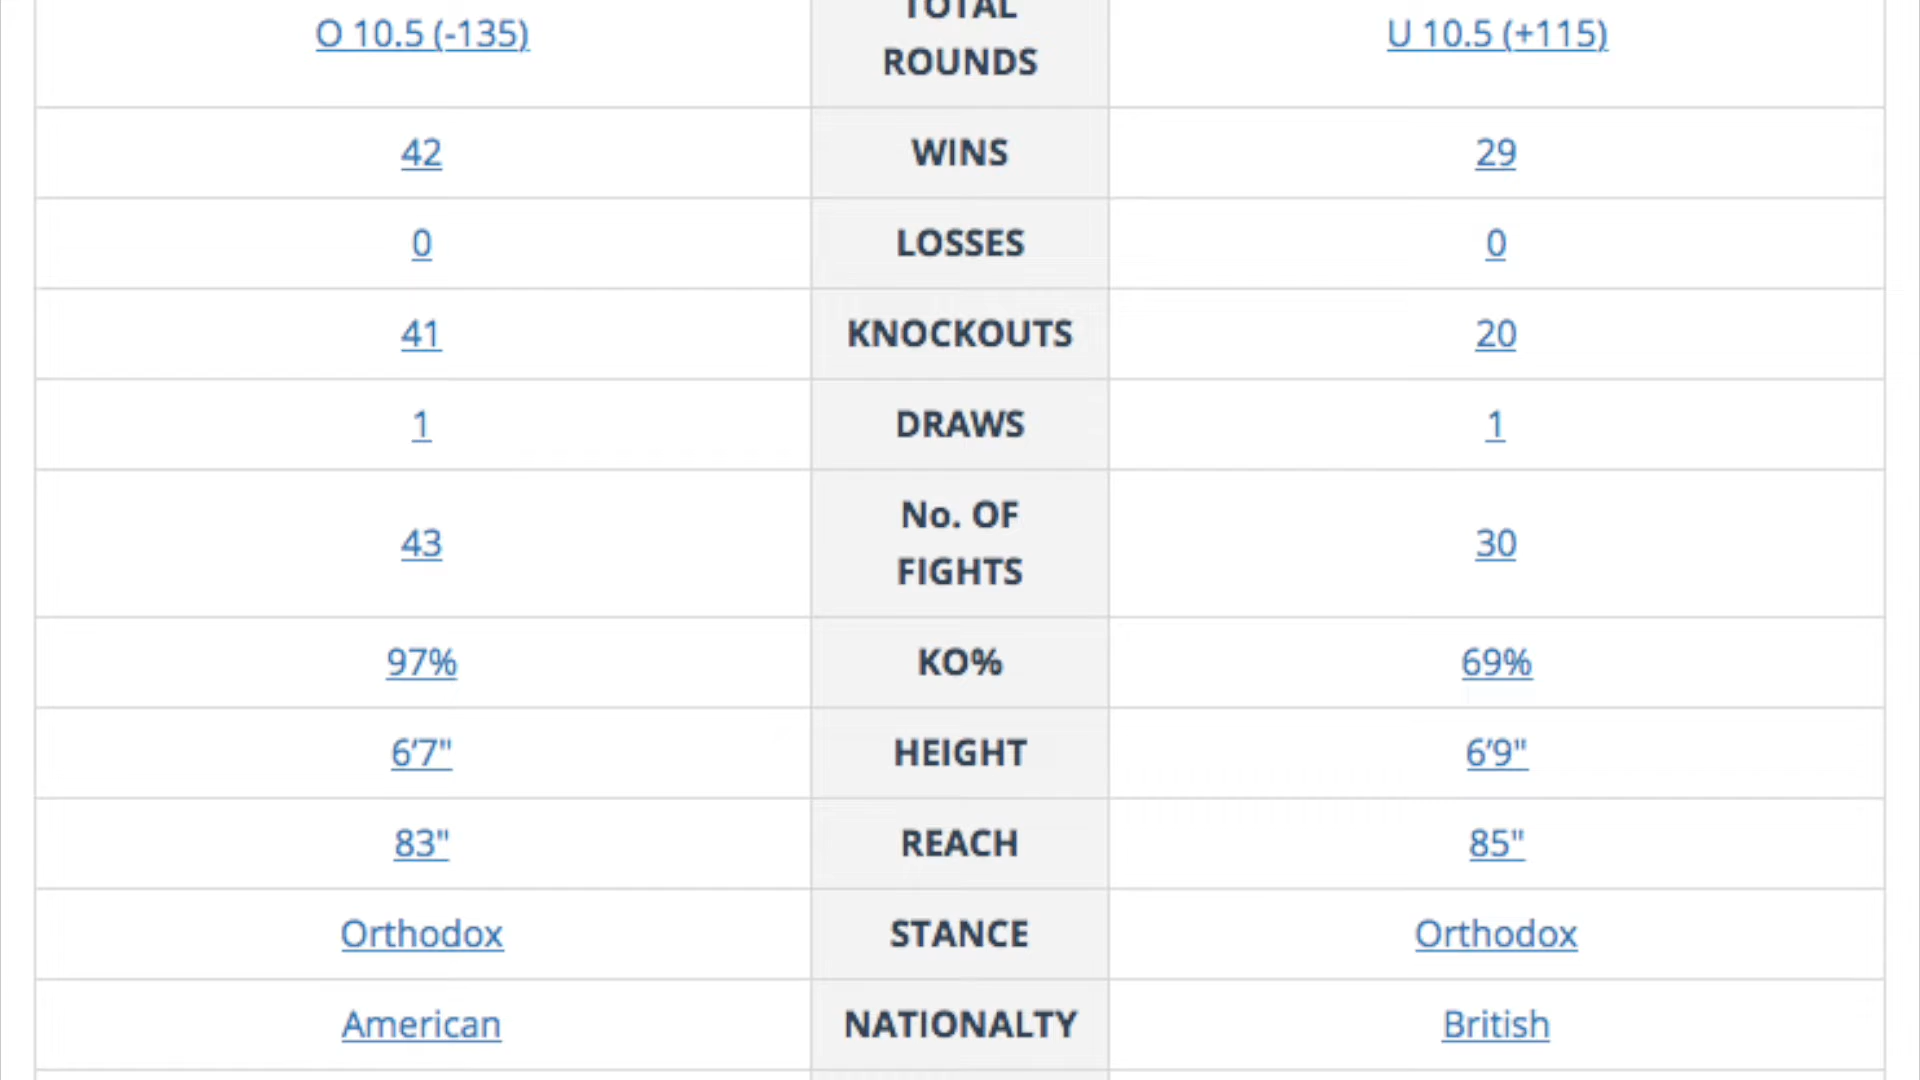 O 10.5 (-135)
TOTAL
ROUNDS
U 10.5 (+115)
42
WINS
29
0
LOSSES
0
41
KNOCKOUTS
20
1
DRAWS
1
43
No. OF
FIGHTS
30
97%
KO%
69%
6’7"
HEIGHT
6’9"
83"
REACH
85"
Orthodox
STANCE
Orthodox
American
NATIONALTY
British